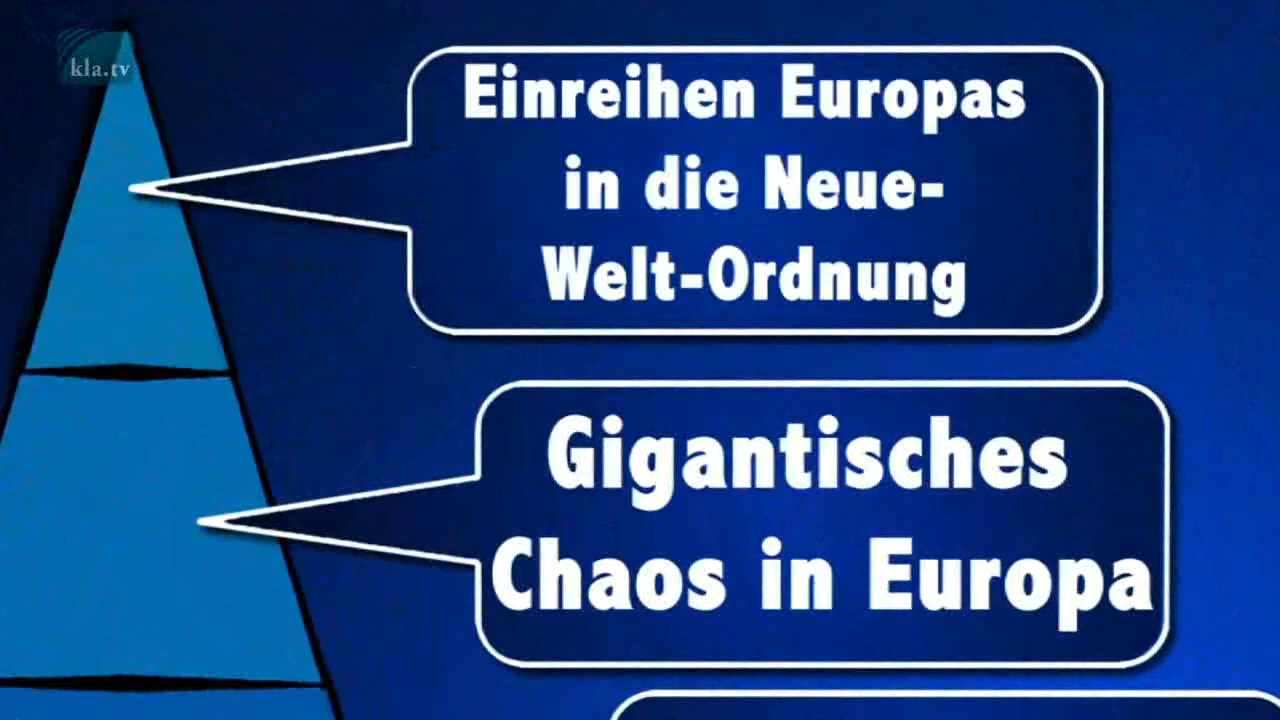 kla.tv
Einreihen Europas
in die Neue-
Welt-Ordnung
Gigantisches
Chaos in Europa